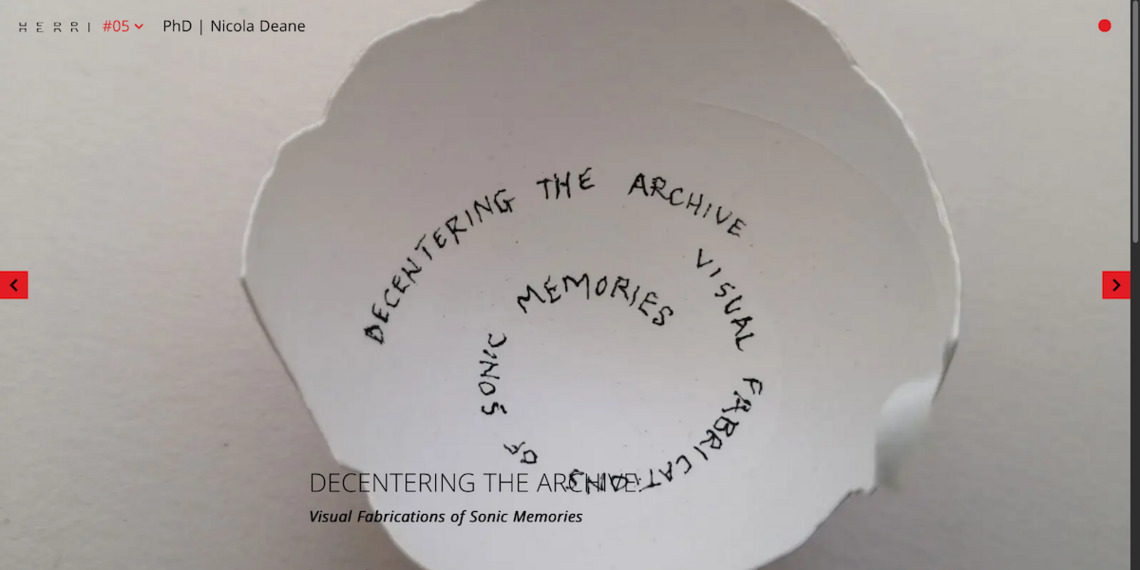 HERRI #05 PhD | Nicola Deane
DECENTERING THE ARCHIVE VISUAL FABRICATIONS OF SONIC MEMORIES
DECENTERING THE ARCHIVE:
Visual Fabrications of Sonic Memories